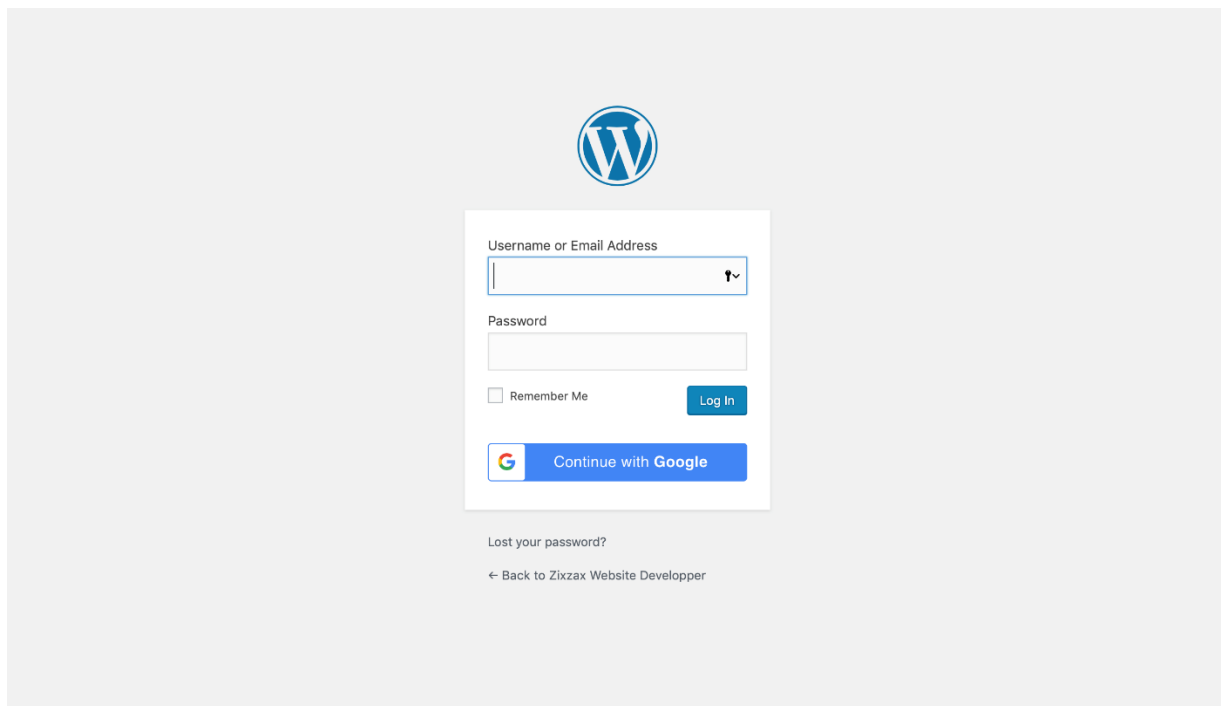 Username or Email Address
Password
Remember Me
Log In
Continue with Google
Lost your password?
← Back to Zixzax Website Developper